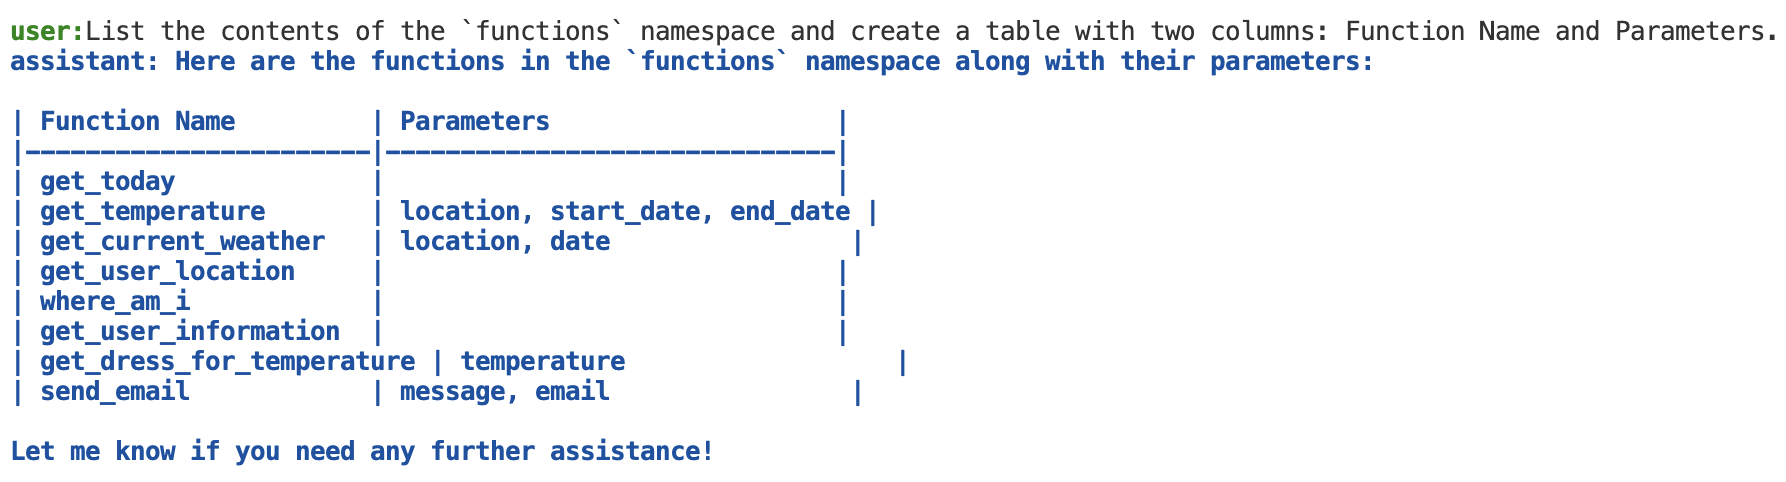 user:List the contents of the `functions` namespace and create a table with two columns: Function Name and Parameters.
assistant: Here are the functions in the `functions` namespace along with their parameters:
| Function Name         | Parameters                   |
|-----------------------|------------------------------|
| get_today             |                              |
| get_temperature       | location, start_date, end_date |
| get_current_weather   | location, date                |
| get_user_location     |                              |
| where_am_i            |                              |
| get_user_information  |                              |
| get_dress_for_temperature | temperature                  |
| send_email            | message, email                |
Let me know if you need any further assistance!